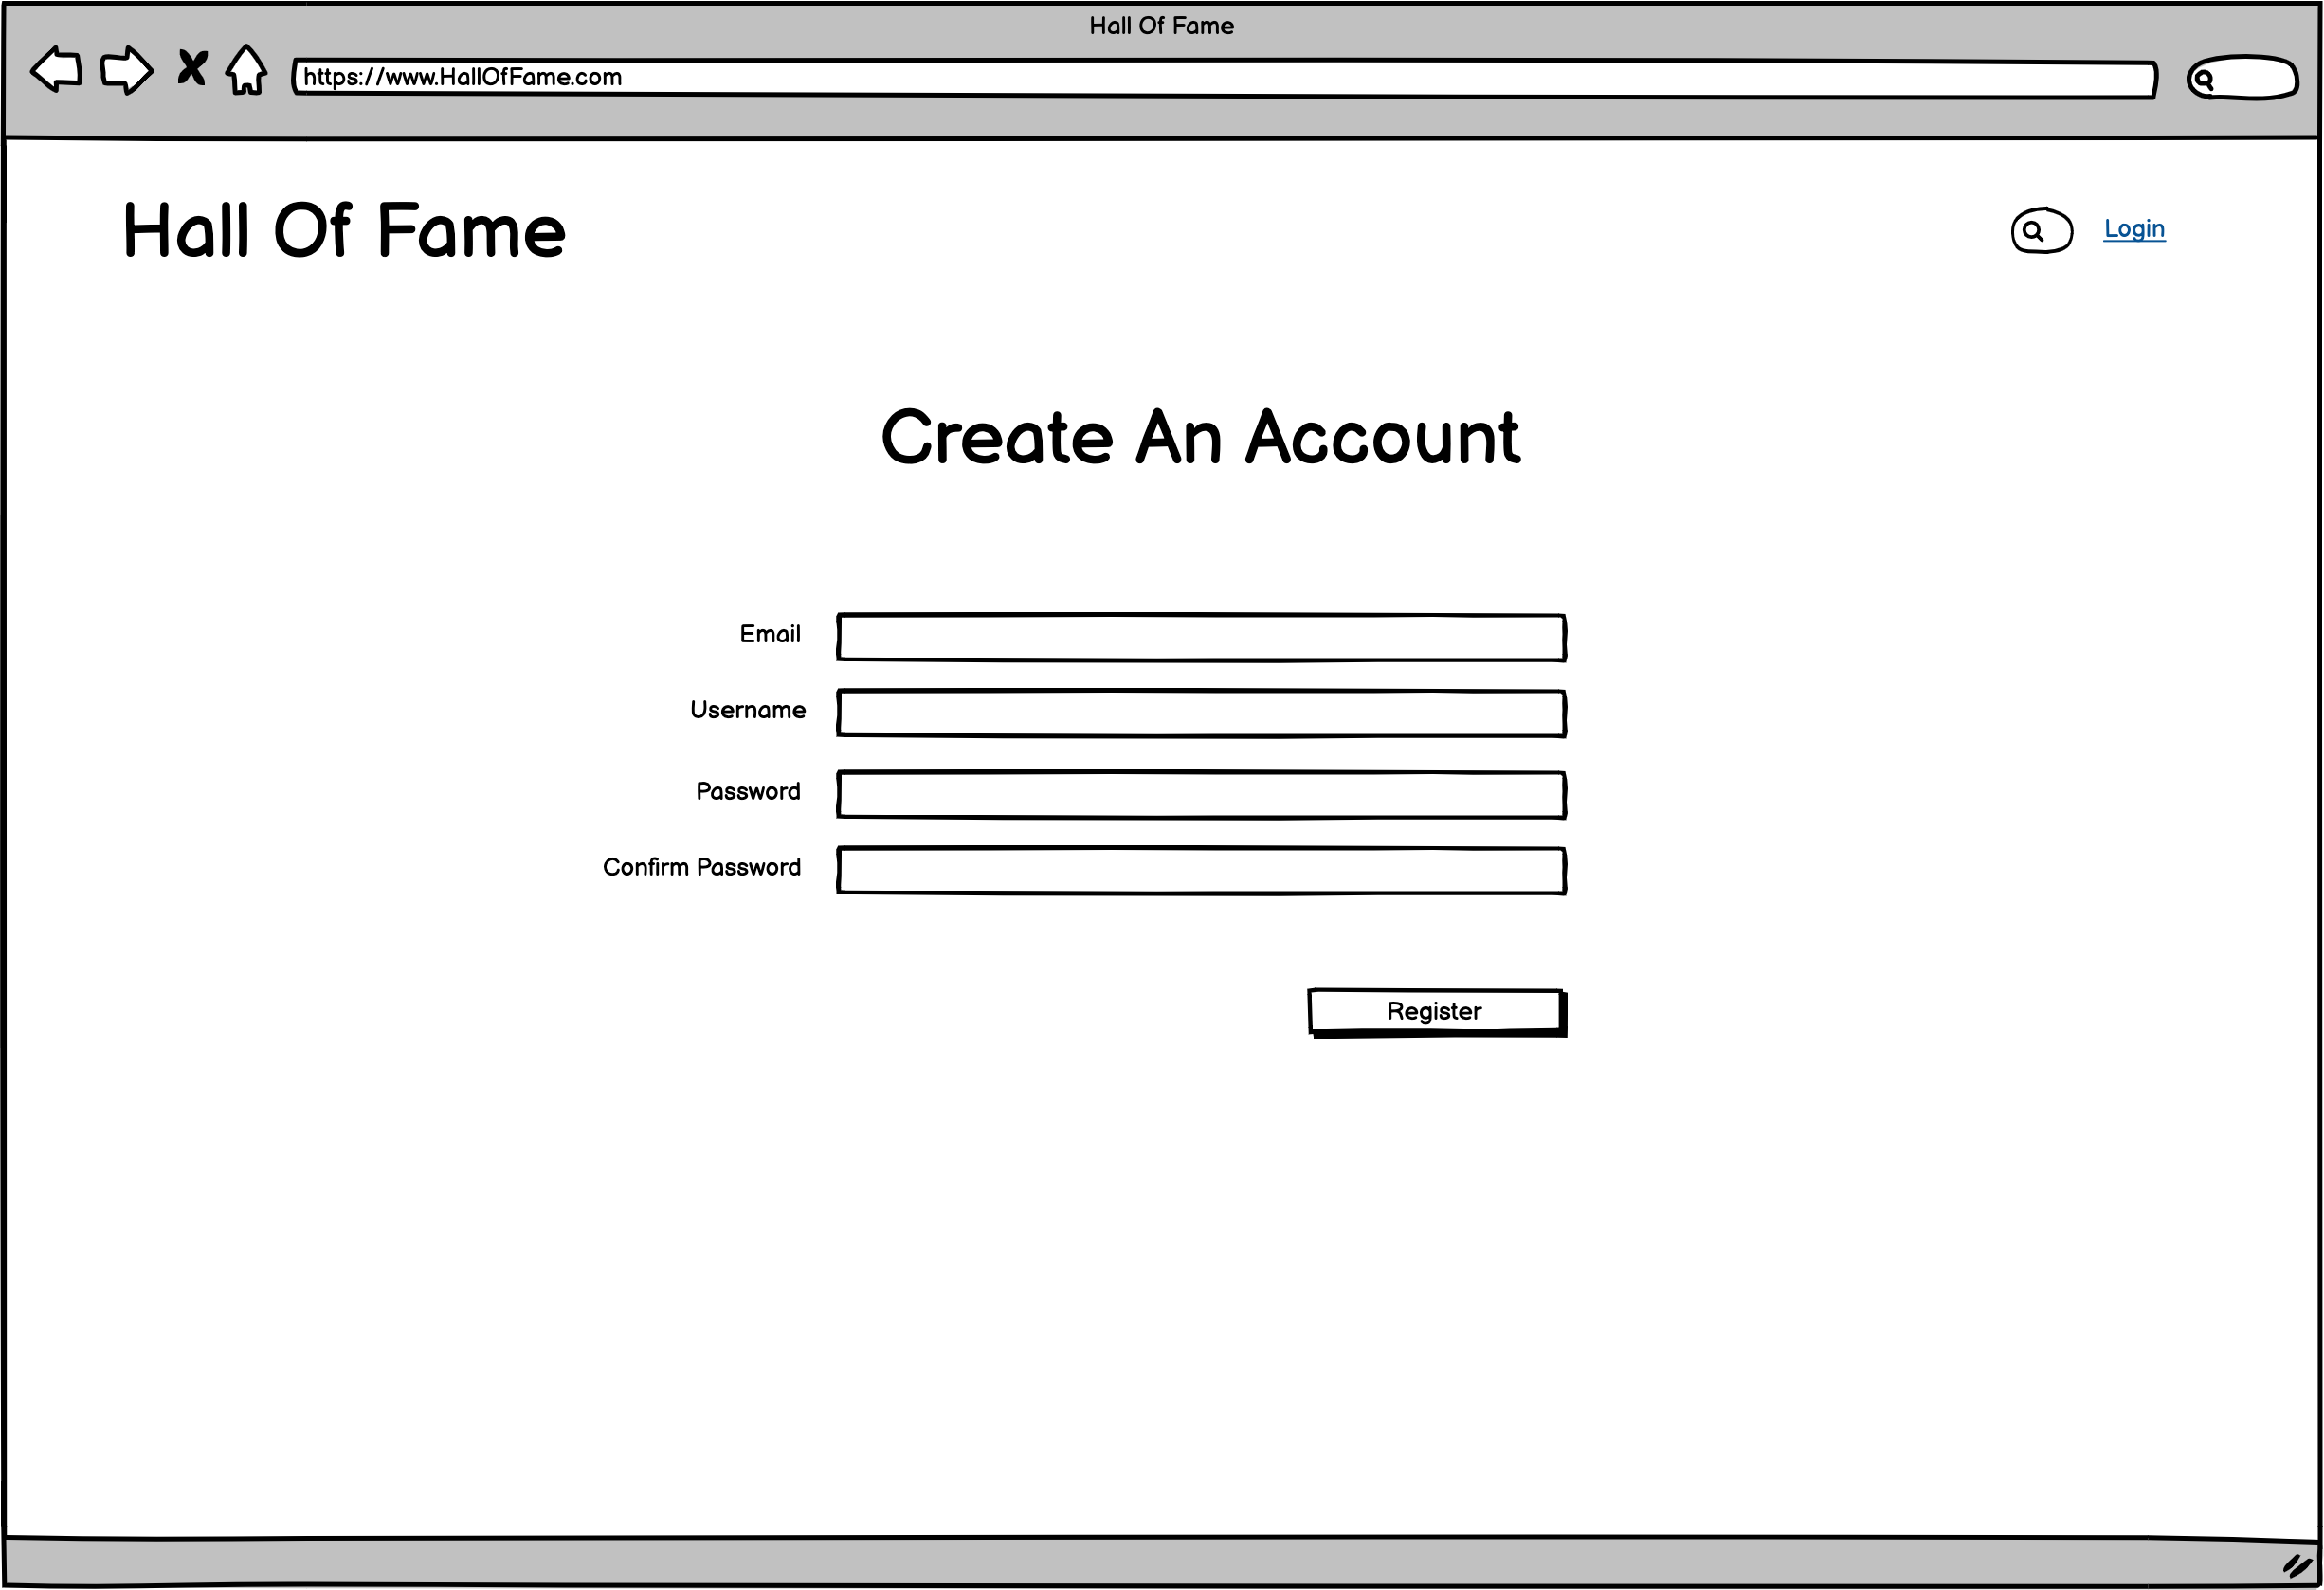 Hall Of Fame
https://www.HallOfFame.com
Hall Of Fame
Login
Create An Account
Email
Username
Password
Confirm Password
Register